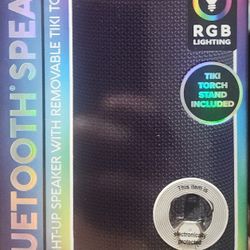 UETOOTH® SPEA
HT-UP SPEAKER WITH REMOVABLE TIKI TO
RGB
LIGHTING
TIKI
TORCH
STAND
INCLUDED
This item is
electronically
protected